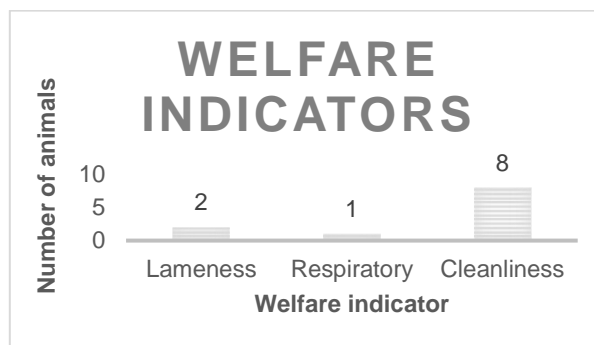 WELFARE
INDICATORS
Number of animals
10
5
0
2
1
8
Lameness
Respiratory
Cleanliness
Welfare indicator